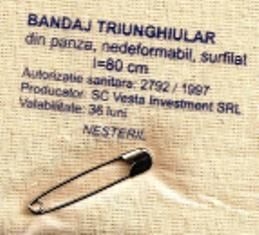 BANDAJ TRIUNGHIULAR
din panza, nedeformabil, surfilat
l=80 cm
Autorizatie sanitara: 2792 / 1997
Producator: SC Vesta Investment SRL
Valabilitate: 36 luni
NESTERIL